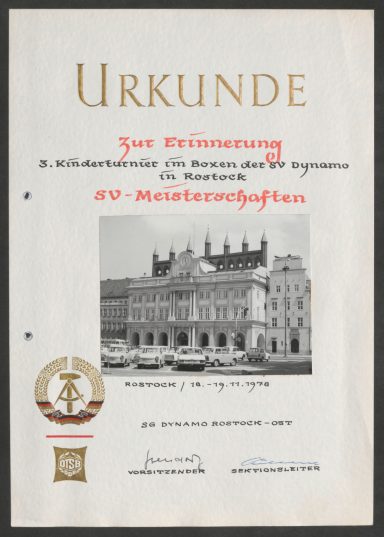 URKUNDE
Zur Erinnerung
3. Kinderturnier im Boxen der SV Dynamo
in Rostock
SV-Meisterschaften
ROSTOCK / 18.-19.11.1978
SG DYNAMO ROSTOCK-OST
DTSB
VORSITZENDER SEKTIONSLEITER